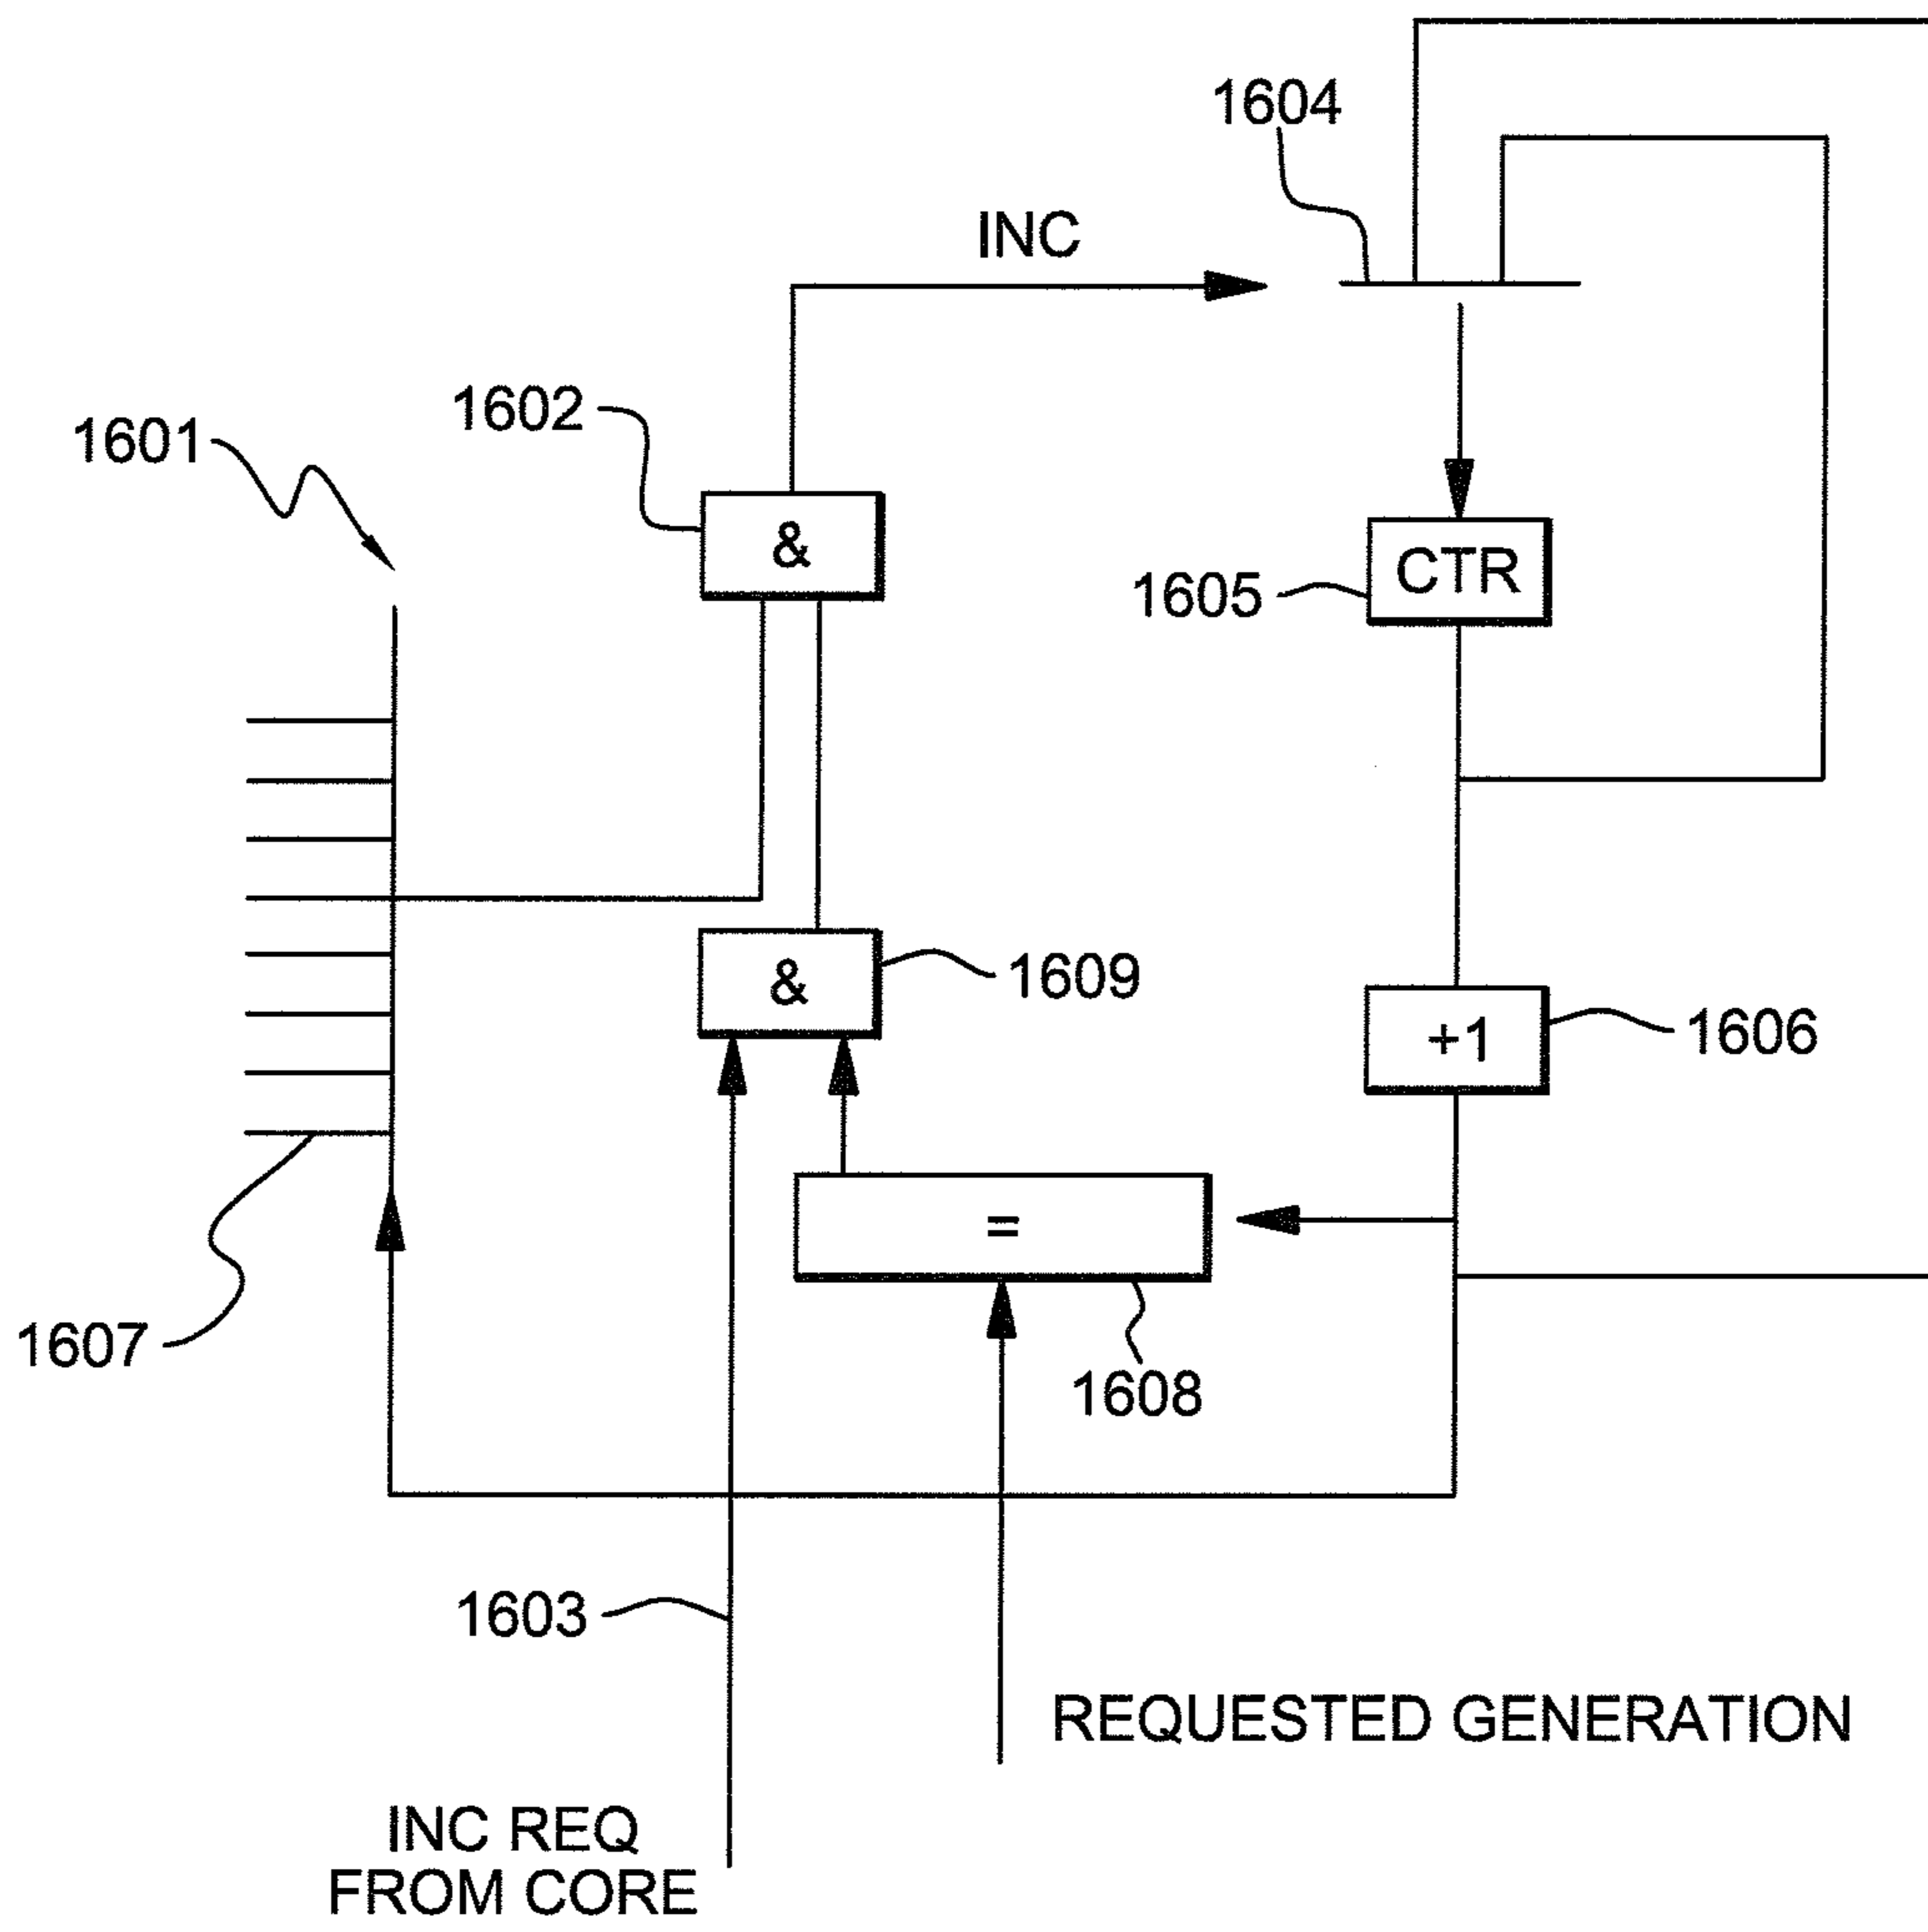 1604
INC
1602
1601
&
CTR
1605
&
1609
+1
1606
=
1607
1608
1603
REQUESTED GENERATION
INC REQ
FROM CORE